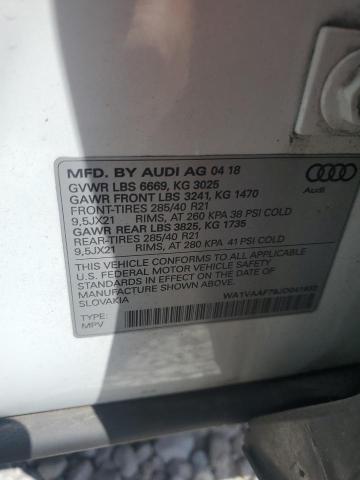 MFD. BY AUDI AG 04 18
GVWR LBS 6669, KG 3025
GAWR FRONT LBS 3241, KG 1470
FRONT-TIRES 285/40 R21
9,5JX21 RIMS, AT 260 KPA 38 PSI COLD
GAWR REAR LBS 3825, KG 1735
REAR-TIRES 285/40 R21
9,5JX21 RIMS, AT 280 KPA 41 PSI COLD
THIS VEHICLE CONFORMS TO ALL APPLICABLE
U.S. FEDERAL MOTOR VEHICLE SAFETY
STANDARDS IN EFFECT ON THE DATE OF
MANUFACTURE SHOWN ABOVE.
SLOVAKIA
TYPE:
MPV
Audi